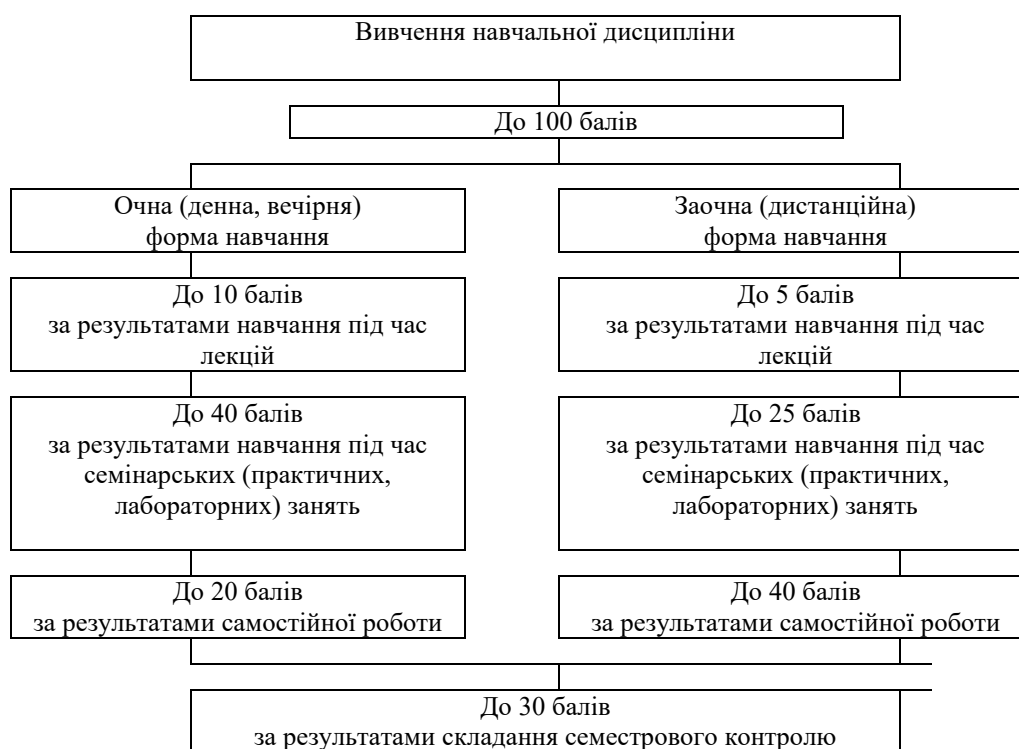 Вивчення навчальної дисципліни
До 100 балів
Очна (денна, вечірня)
форма навчання
Заочна (дистанційна)
форма навчання
До 10 балів
за результатами навчання під час
лекцій
До 5 балів
за результатами навчання під час
лекцій
До 40 балів
за результатами навчання під час
семінарських (практичних,
лабораторних) занять
До 25 балів
за результатами навчання під час
семінарських (практичних,
лабораторних) занять
До 20 балів
за результатами самостійної роботи
До 40 балів
за результатами самостійної роботи
До 30 балів
за результатами складання семестрового контролю